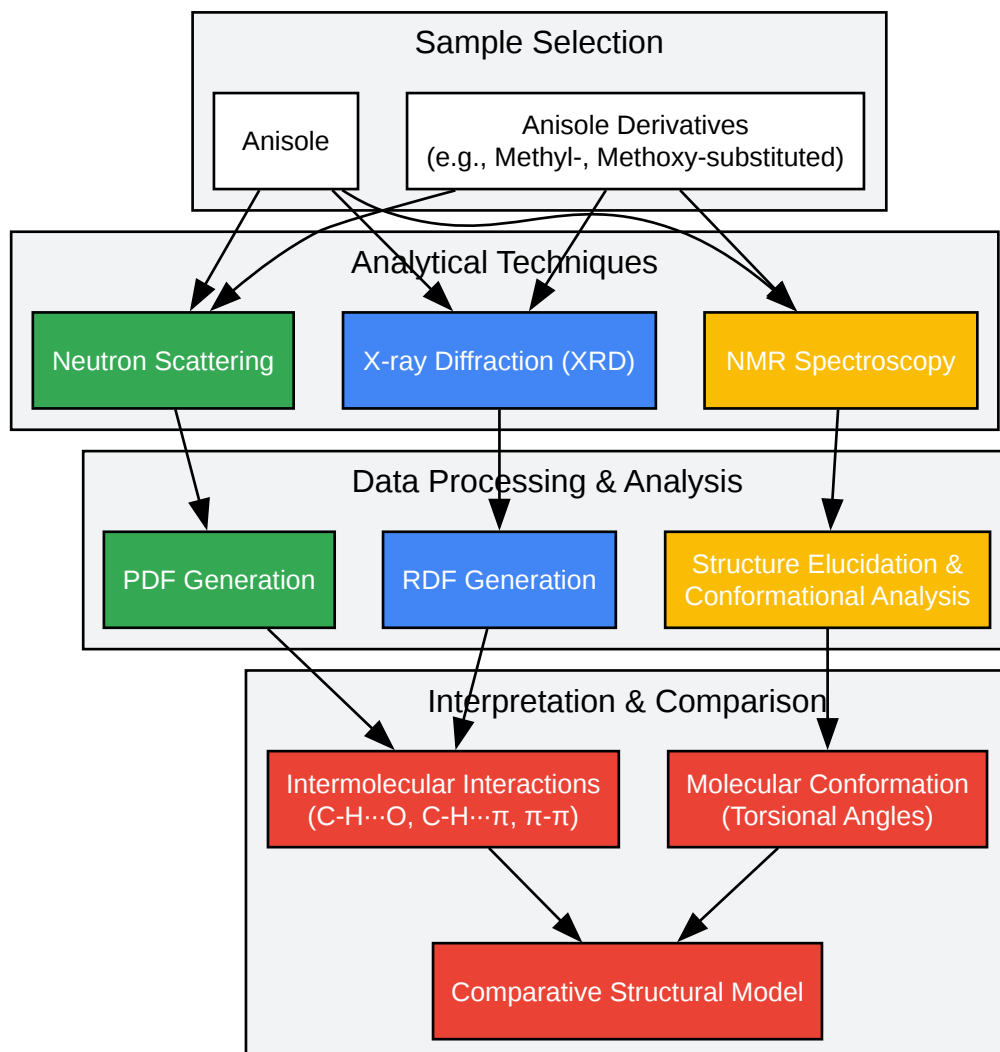 Sample Selection
Anisole
Anisole Derivatives
(e.g., Methyl-, Methoxy-substituted)
Analytical Techniques
Neutron Scattering
X-ray Diffraction (XRD)
NMR Spectroscopy
Data Processing & Analysis
PDF Generation
RDF Generation
Structure Elucidation &
Conformational Analysis
Interpretation & Comparison
Intermolecular Interactions
(C-H···O, C-H···π, π-π)
Molecular Conformation
(Torsional Angles)
Comparative Structural Model